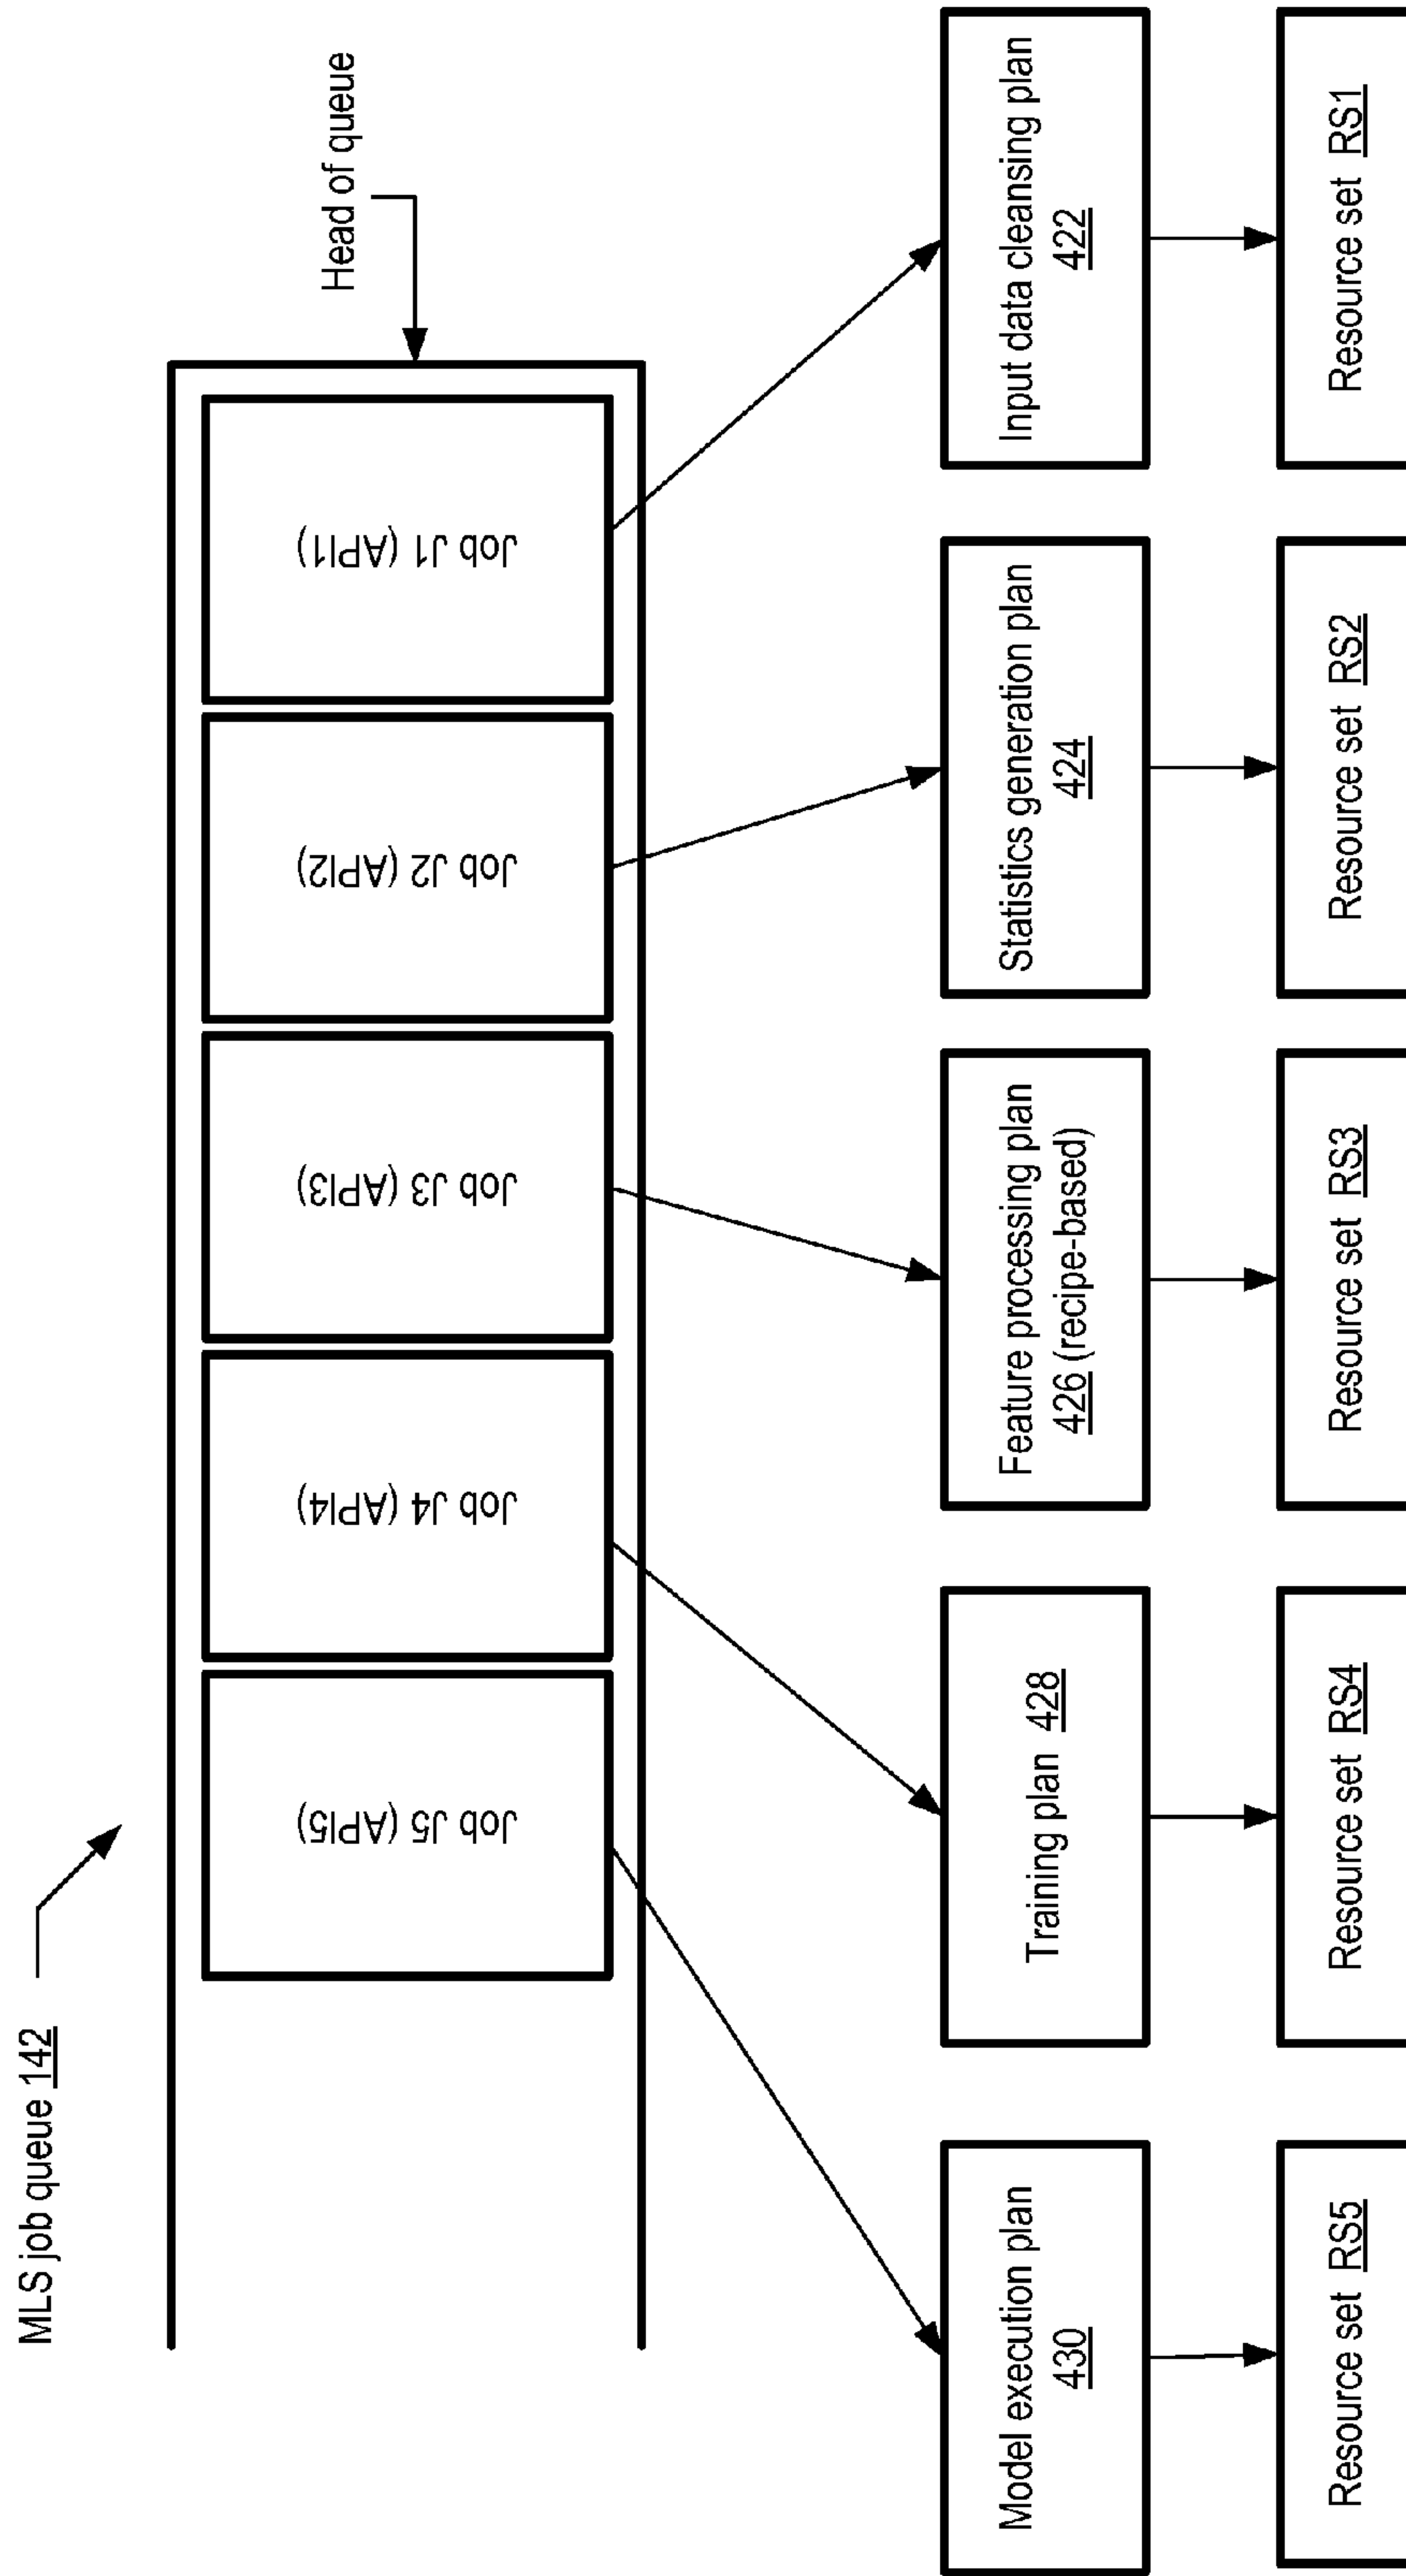 MLS job queue 142
Head of queue
Job J5 (API5)
Job J4 (API4)
Job J3 (API3)
Job J2 (API2)
Job J1 (API1)
Model execution plan
430
Training plan 428
Feature processing plan
426 (recipe-based)
Statistics generation plan
424
Input data cleansing plan
422
Resource set RS5
Resource set RS4
Resource set RS3
Resource set RS2
Resource set RS1